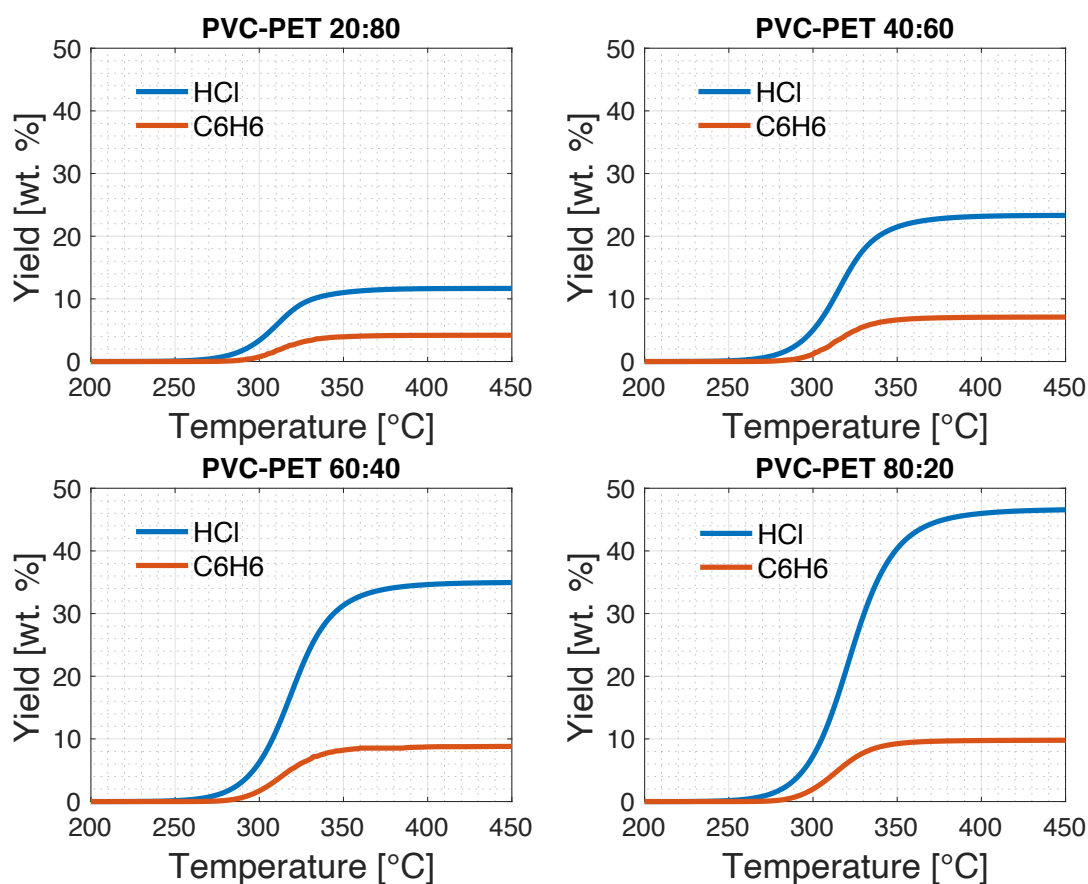 PVC-PET 20:80
50
40
30
20
10
0
Yield [wt. %]
HCl
C6H6
200 250 300 350 400 450
Temperature [°C]
PVC-PET 40:60
50
40
30
20
10
0
Yield [wt. %]
HCl
C6H6
200 250 300 350 400 450
Temperature [°C]
PVC-PET 60:40
50
40
30
20
10
0
Yield [wt. %]
HCl
C6H6
200 250 300 350 400 450
Temperature [°C]
PVC-PET 80:20
50
40
30
20
10
0
Yield [wt. %]
HCl
C6H6
200 250 300 350 400 450
Temperature [°C]